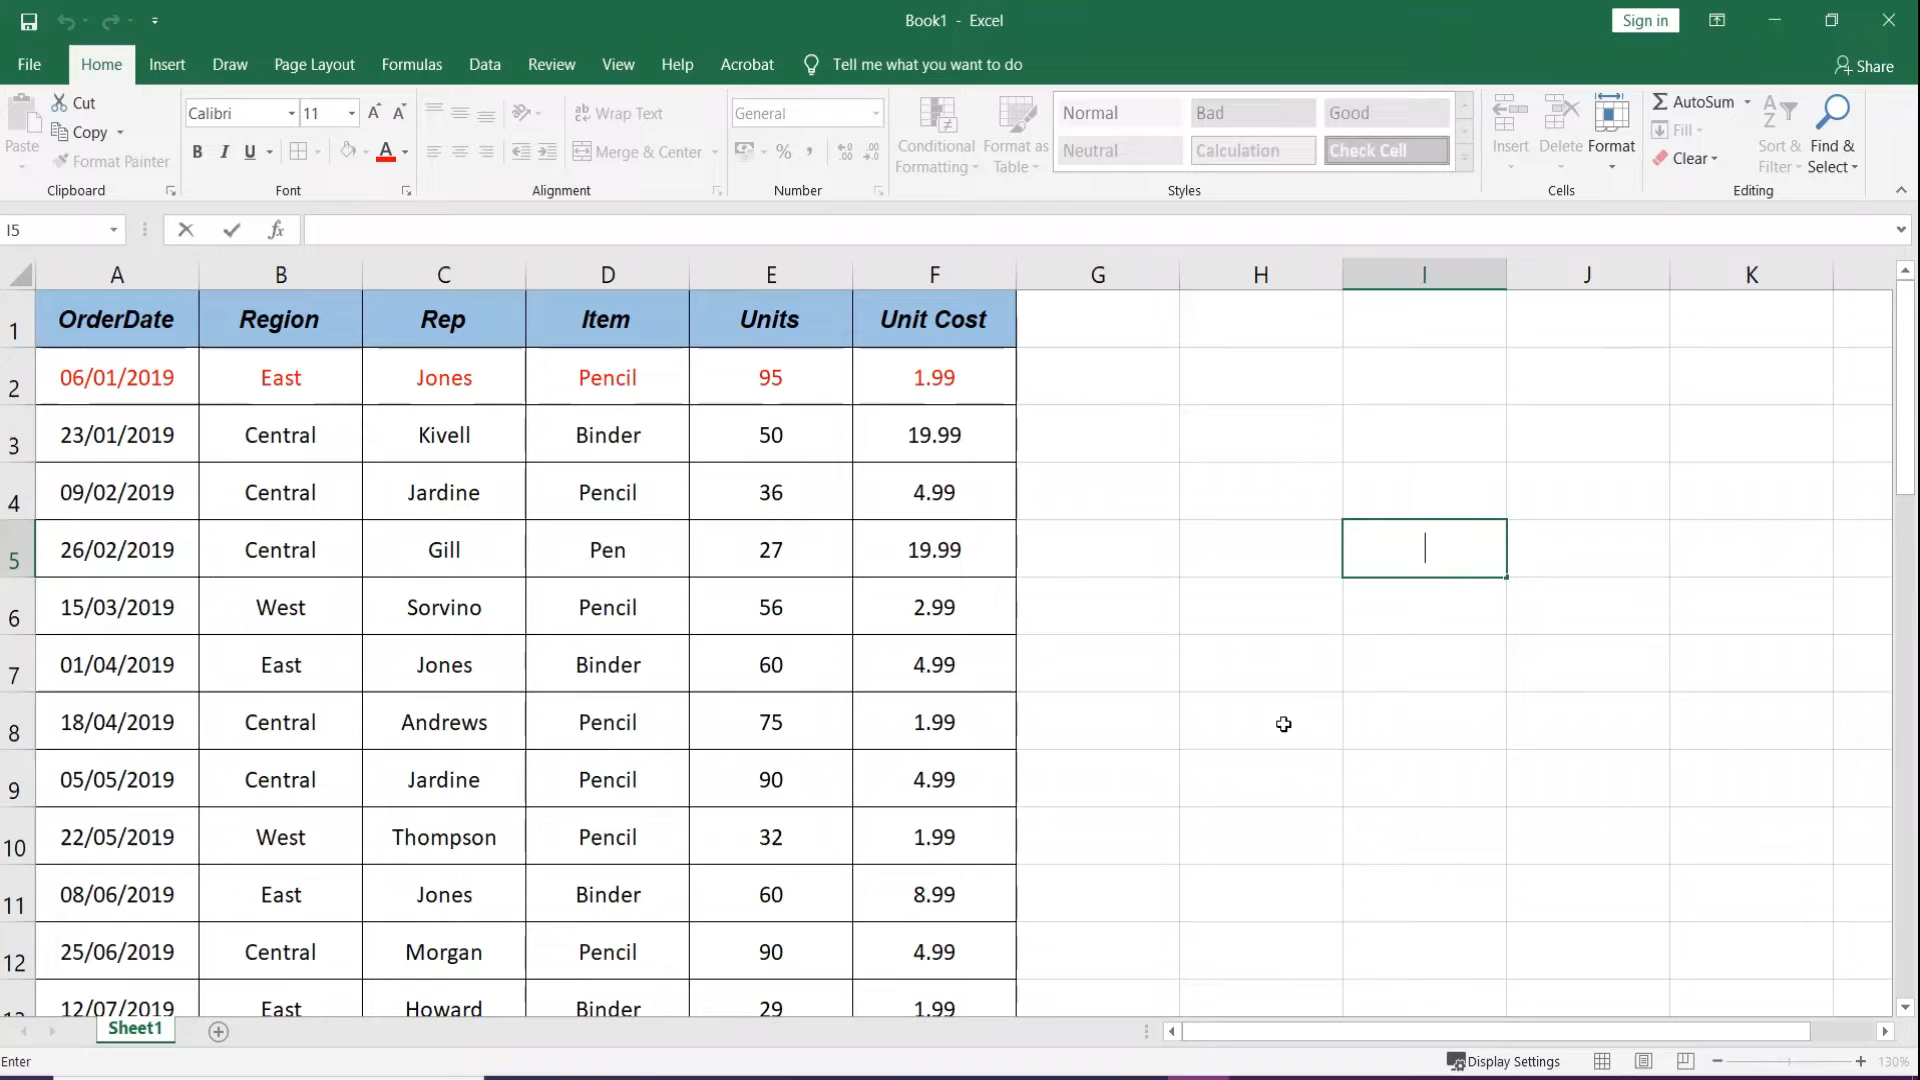 Book1 - Excel
Sign in
File Home Insert Draw Page Layout Formulas Data Review View Help Acrobat Tell me what you want to do Share
Paste
Cut
Copy
Format Painter
Clipboard
Calibri 11 A A
B I U A
Font
ab Wrap Text
Merge & Center
Alignment
General
% ,
Number
Conditional Formatting
Format as Table
Normal Bad Good
Neutral Calculation Check Cell
Styles
Insert Delete Format
Cells
AutoSum
Fill
Clear
Sort & Filter
Find & Select
Editing
I5 fx
A B C D E F G H I J K
1 OrderDate Region Rep Item Units Unit Cost
2 06/01/2019 East Jones Pencil 95 1.99
3 23/01/2019 Central Kivell Binder 50 19.99
4 09/02/2019 Central Jardine Pencil 36 4.99
5 26/02/2019 Central Gill Pen 27 19.99
6 15/03/2019 West Sorvino Pencil 56 2.99
7 01/04/2019 East Jones Binder 60 4.99
8 18/04/2019 Central Andrews Pencil 75 1.99
9 05/05/2019 Central Jardine Pencil 90 4.99
10 22/05/2019 West Thompson Pencil 32 1.99
11 08/06/2019 East Jones Binder 60 8.99
12 25/06/2019 Central Morgan Pencil 90 4.99
12/07/2019 East Howard Binder 29 1.99
Sheet1
Enter Display Settings 130%